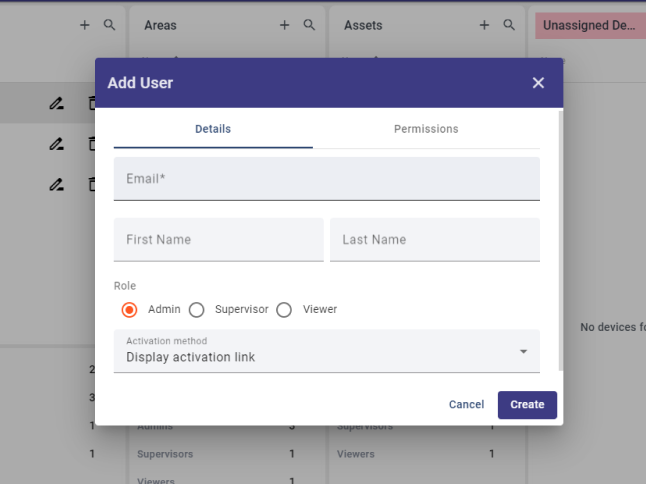 Areas
Assets
Unassigned De...
Add User
Details
Permissions
Email*
First Name
Last Name
Role
Admin
Supervisor
Viewer
Activation method
Display activation link
No devices fo
Cancel
Create
2
3
1
Admins
3
Supervisors
1
1
Supervisors
1
Viewers
1
Viewers
1